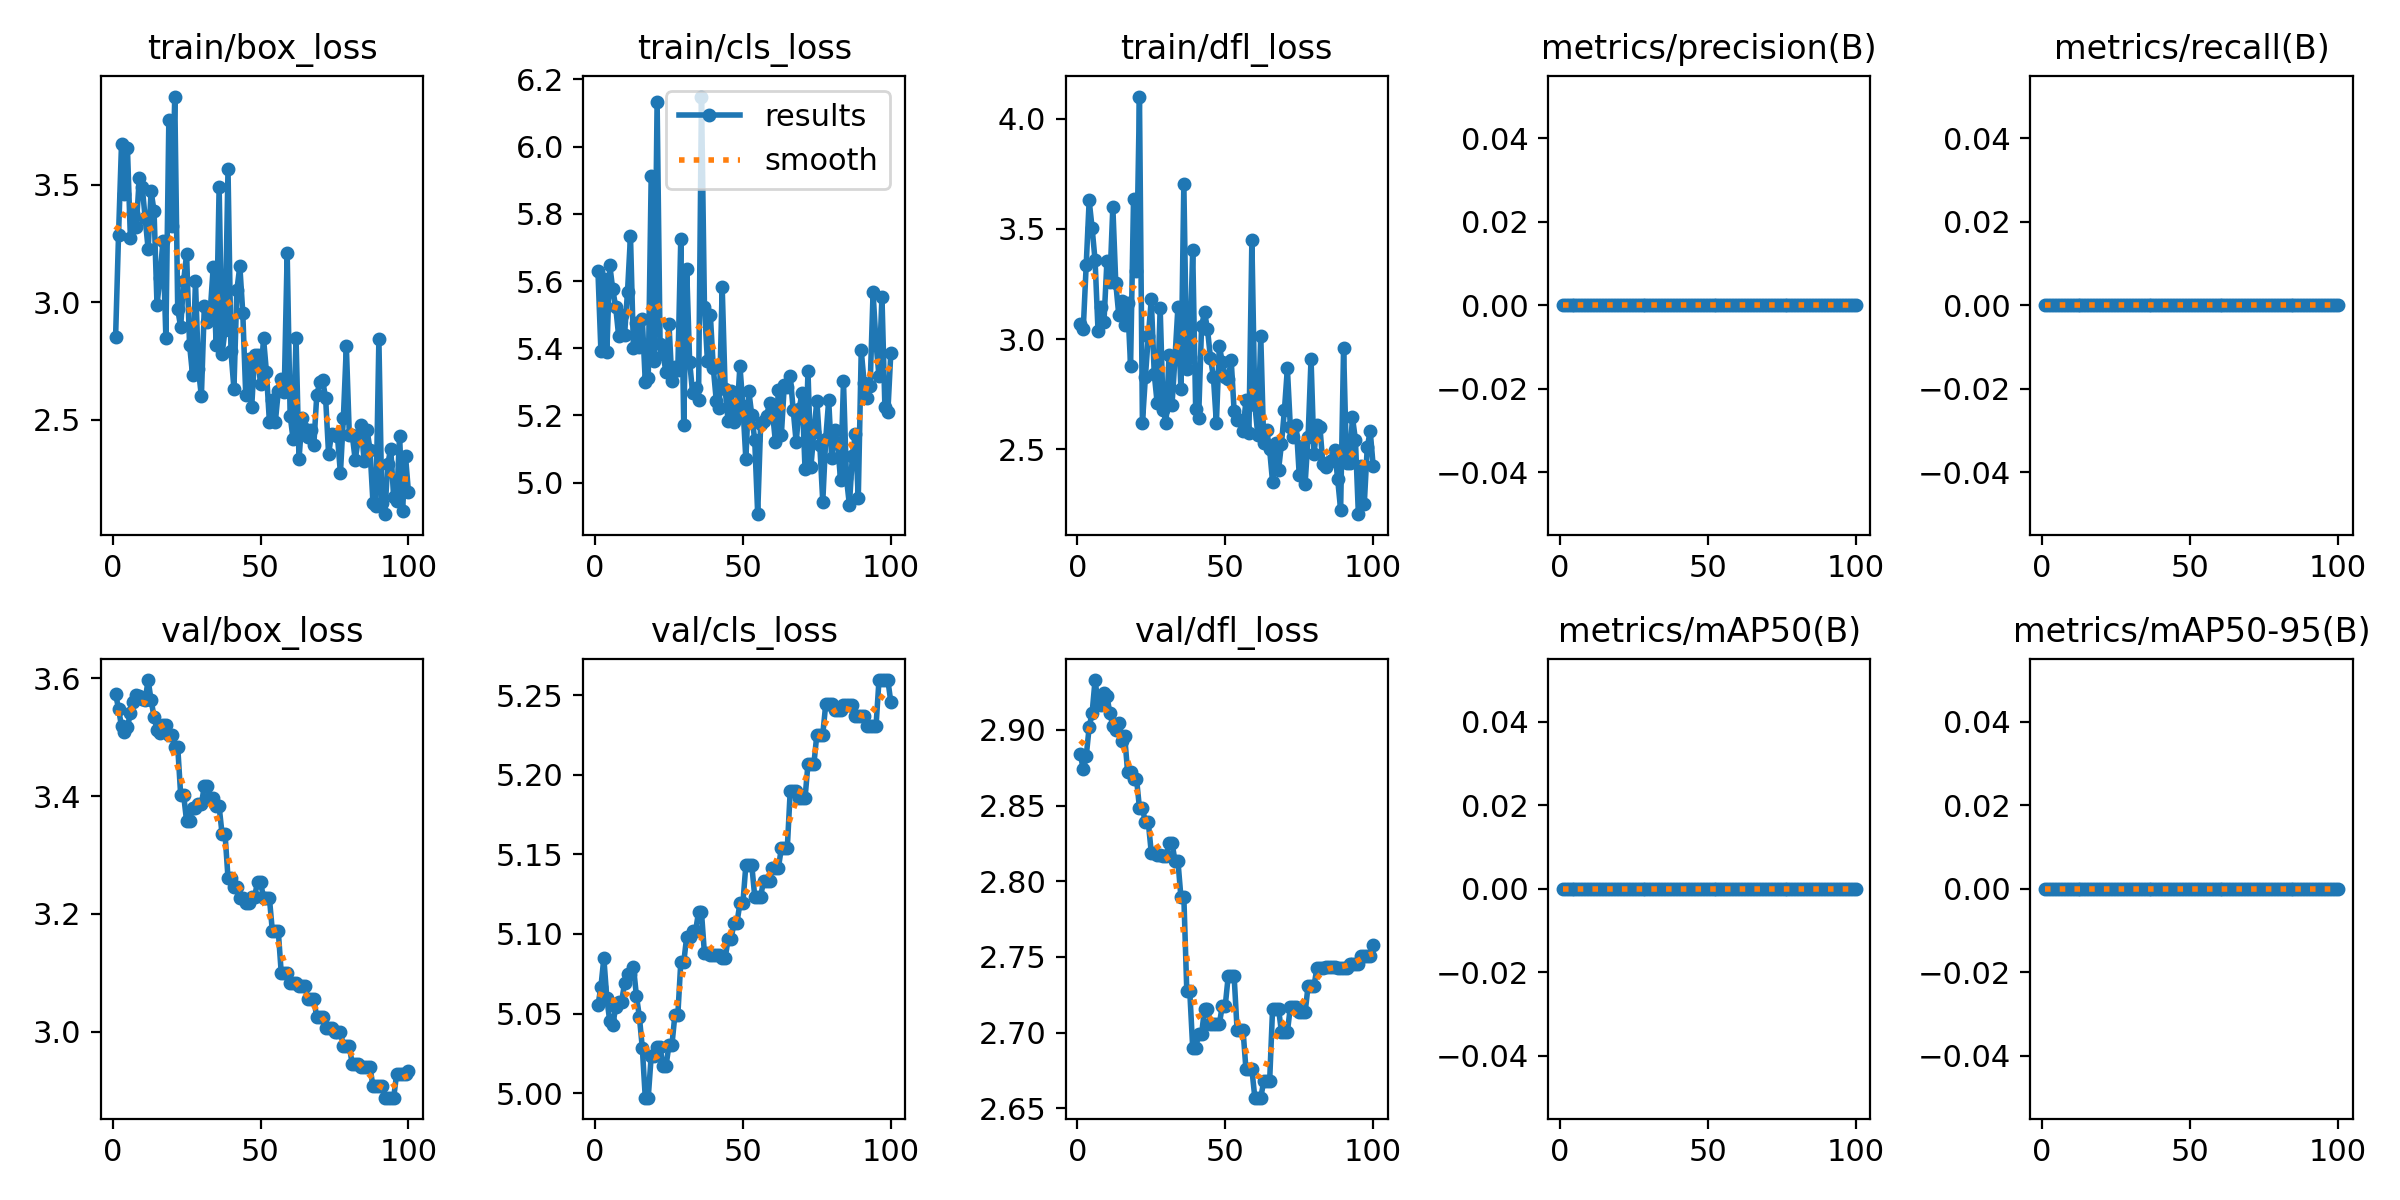 train/box_loss
3.5
3.0
2.5
0 50 100
train/cls_loss
6.2
6.0
5.8
5.6
5.4
5.2
5.0
results
smooth
0 50 100
train/dfl_loss
4.0
3.5
3.0
2.5
0 50 100
metrics/precision(B)
0.04
0.02
0.00
−0.02
−0.04
0 50 100
metrics/recall(B)
0.04
0.02
0.00
−0.02
−0.04
0 50 100
val/box_loss
3.6
3.4
3.2
3.0
0 50 100
val/cls_loss
5.25
5.20
5.15
5.10
5.05
5.00
0 50 100
val/dfl_loss
2.90
2.85
2.80
2.75
2.70
2.65
0 50 100
metrics/mAP50(B)
0.04
0.02
0.00
−0.02
−0.04
0 50 100
metrics/mAP50-95(B)
0.04
0.02
0.00
−0.02
−0.04
0 50 100